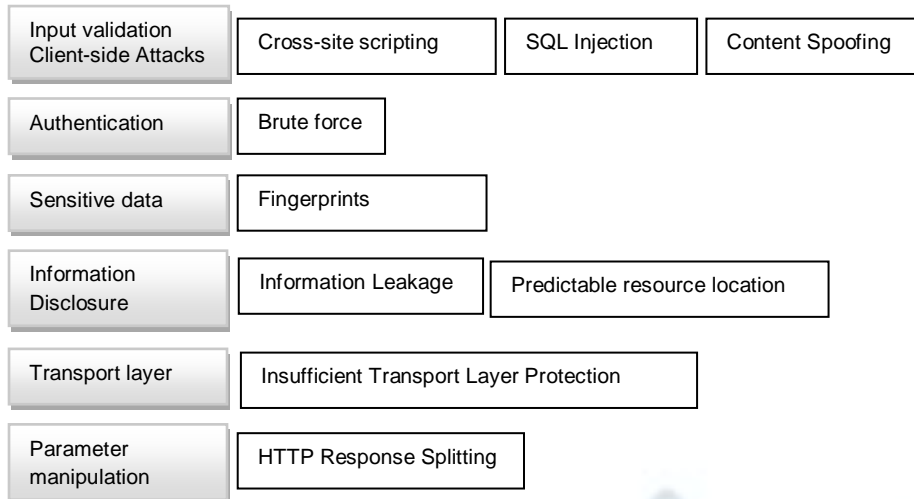 Input validation
Client-side Attacks
Cross-site scripting
SQL Injection
Content Spoofing
Authentication
Brute force
Sensitive data
Fingerprints
Information
Disclosure
Information Leakage
Predictable resource location
Transport layer
Insufficient Transport Layer Protection
Parameter
manipulation
HTTP Response Splitting